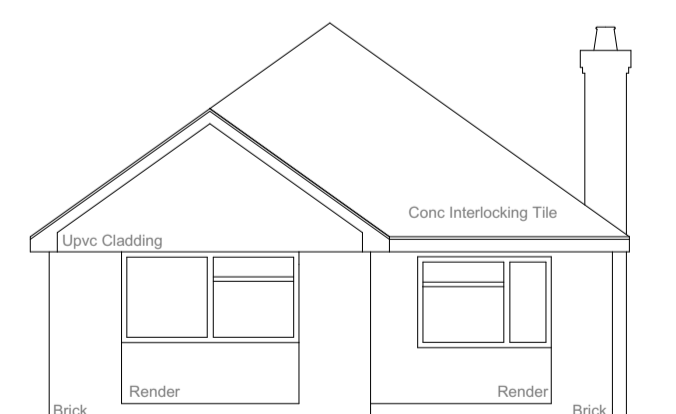 Conc Interlocking Tile
Upvc Cladding
Render
Render
Brick
Brick